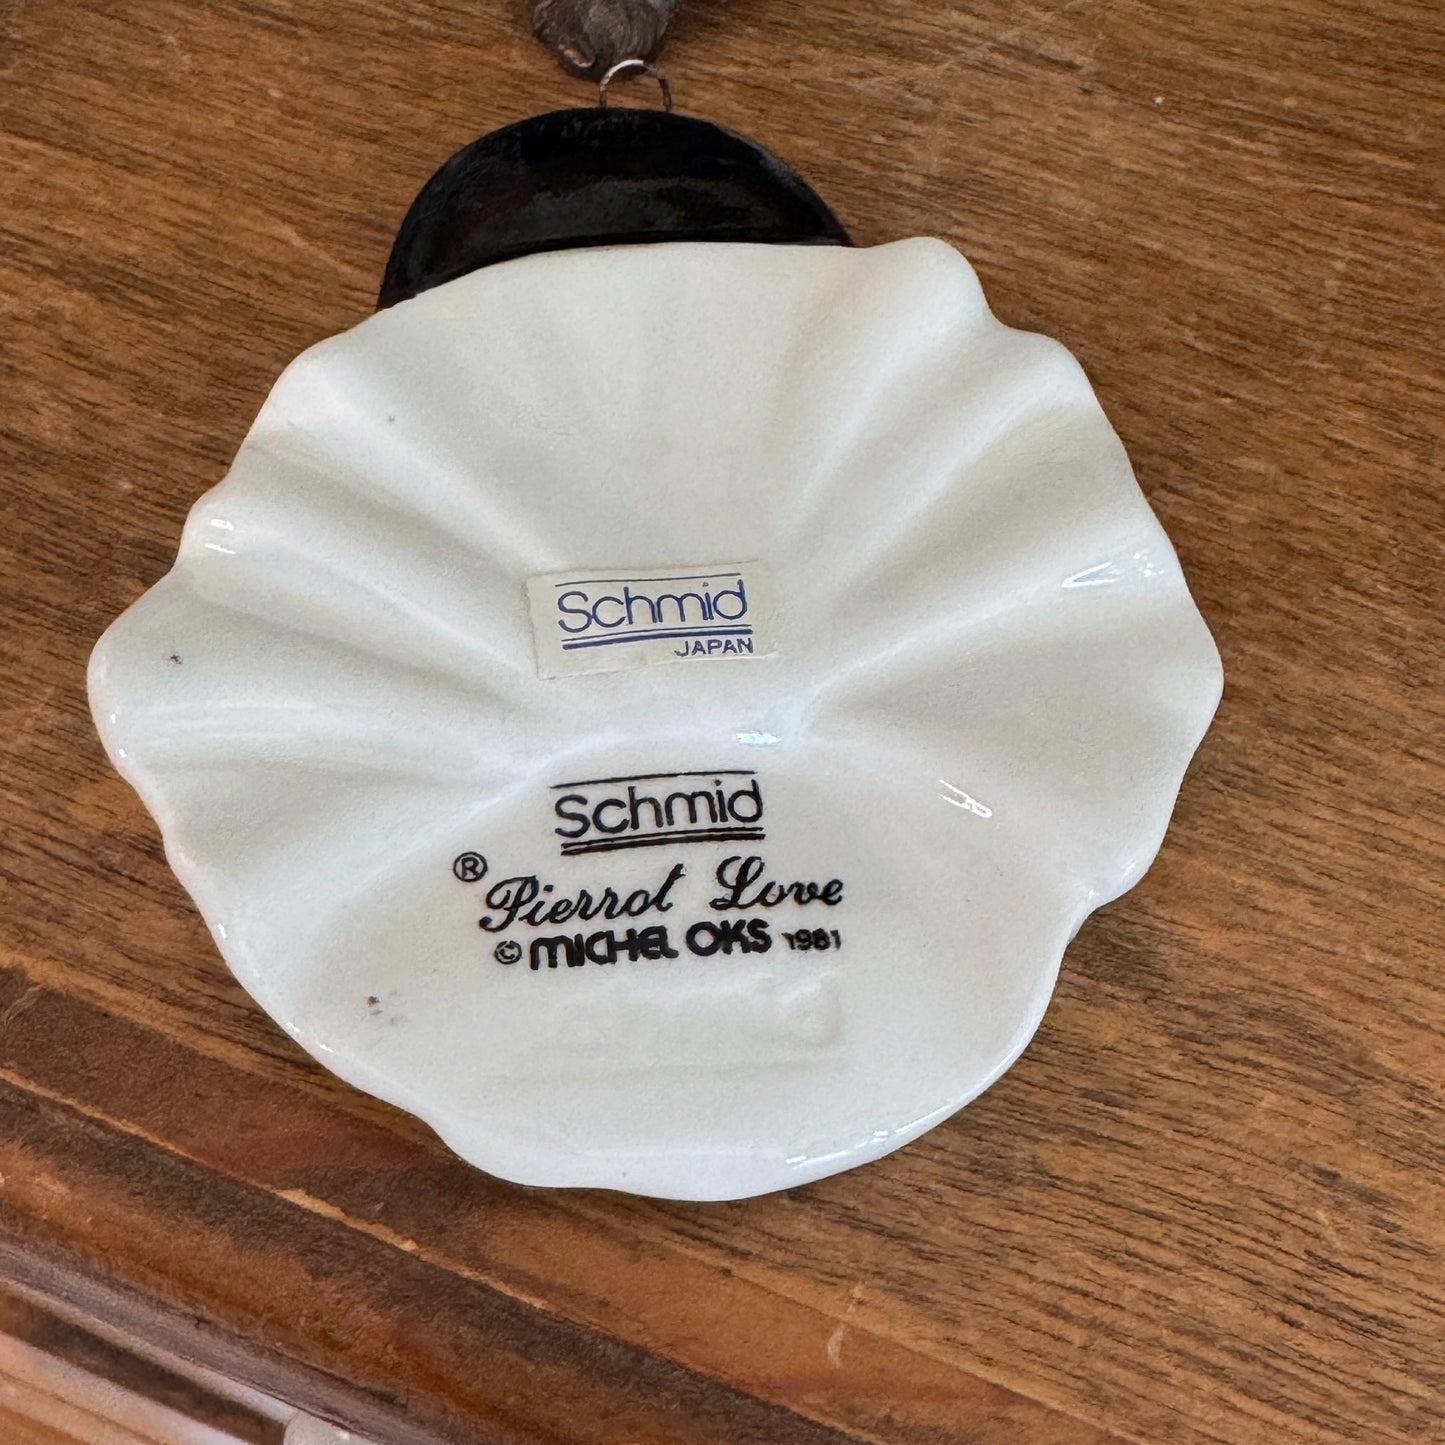 Schmid
JAPAN
Schmid
® Pierrot Love
© MICHEL OKS 1981